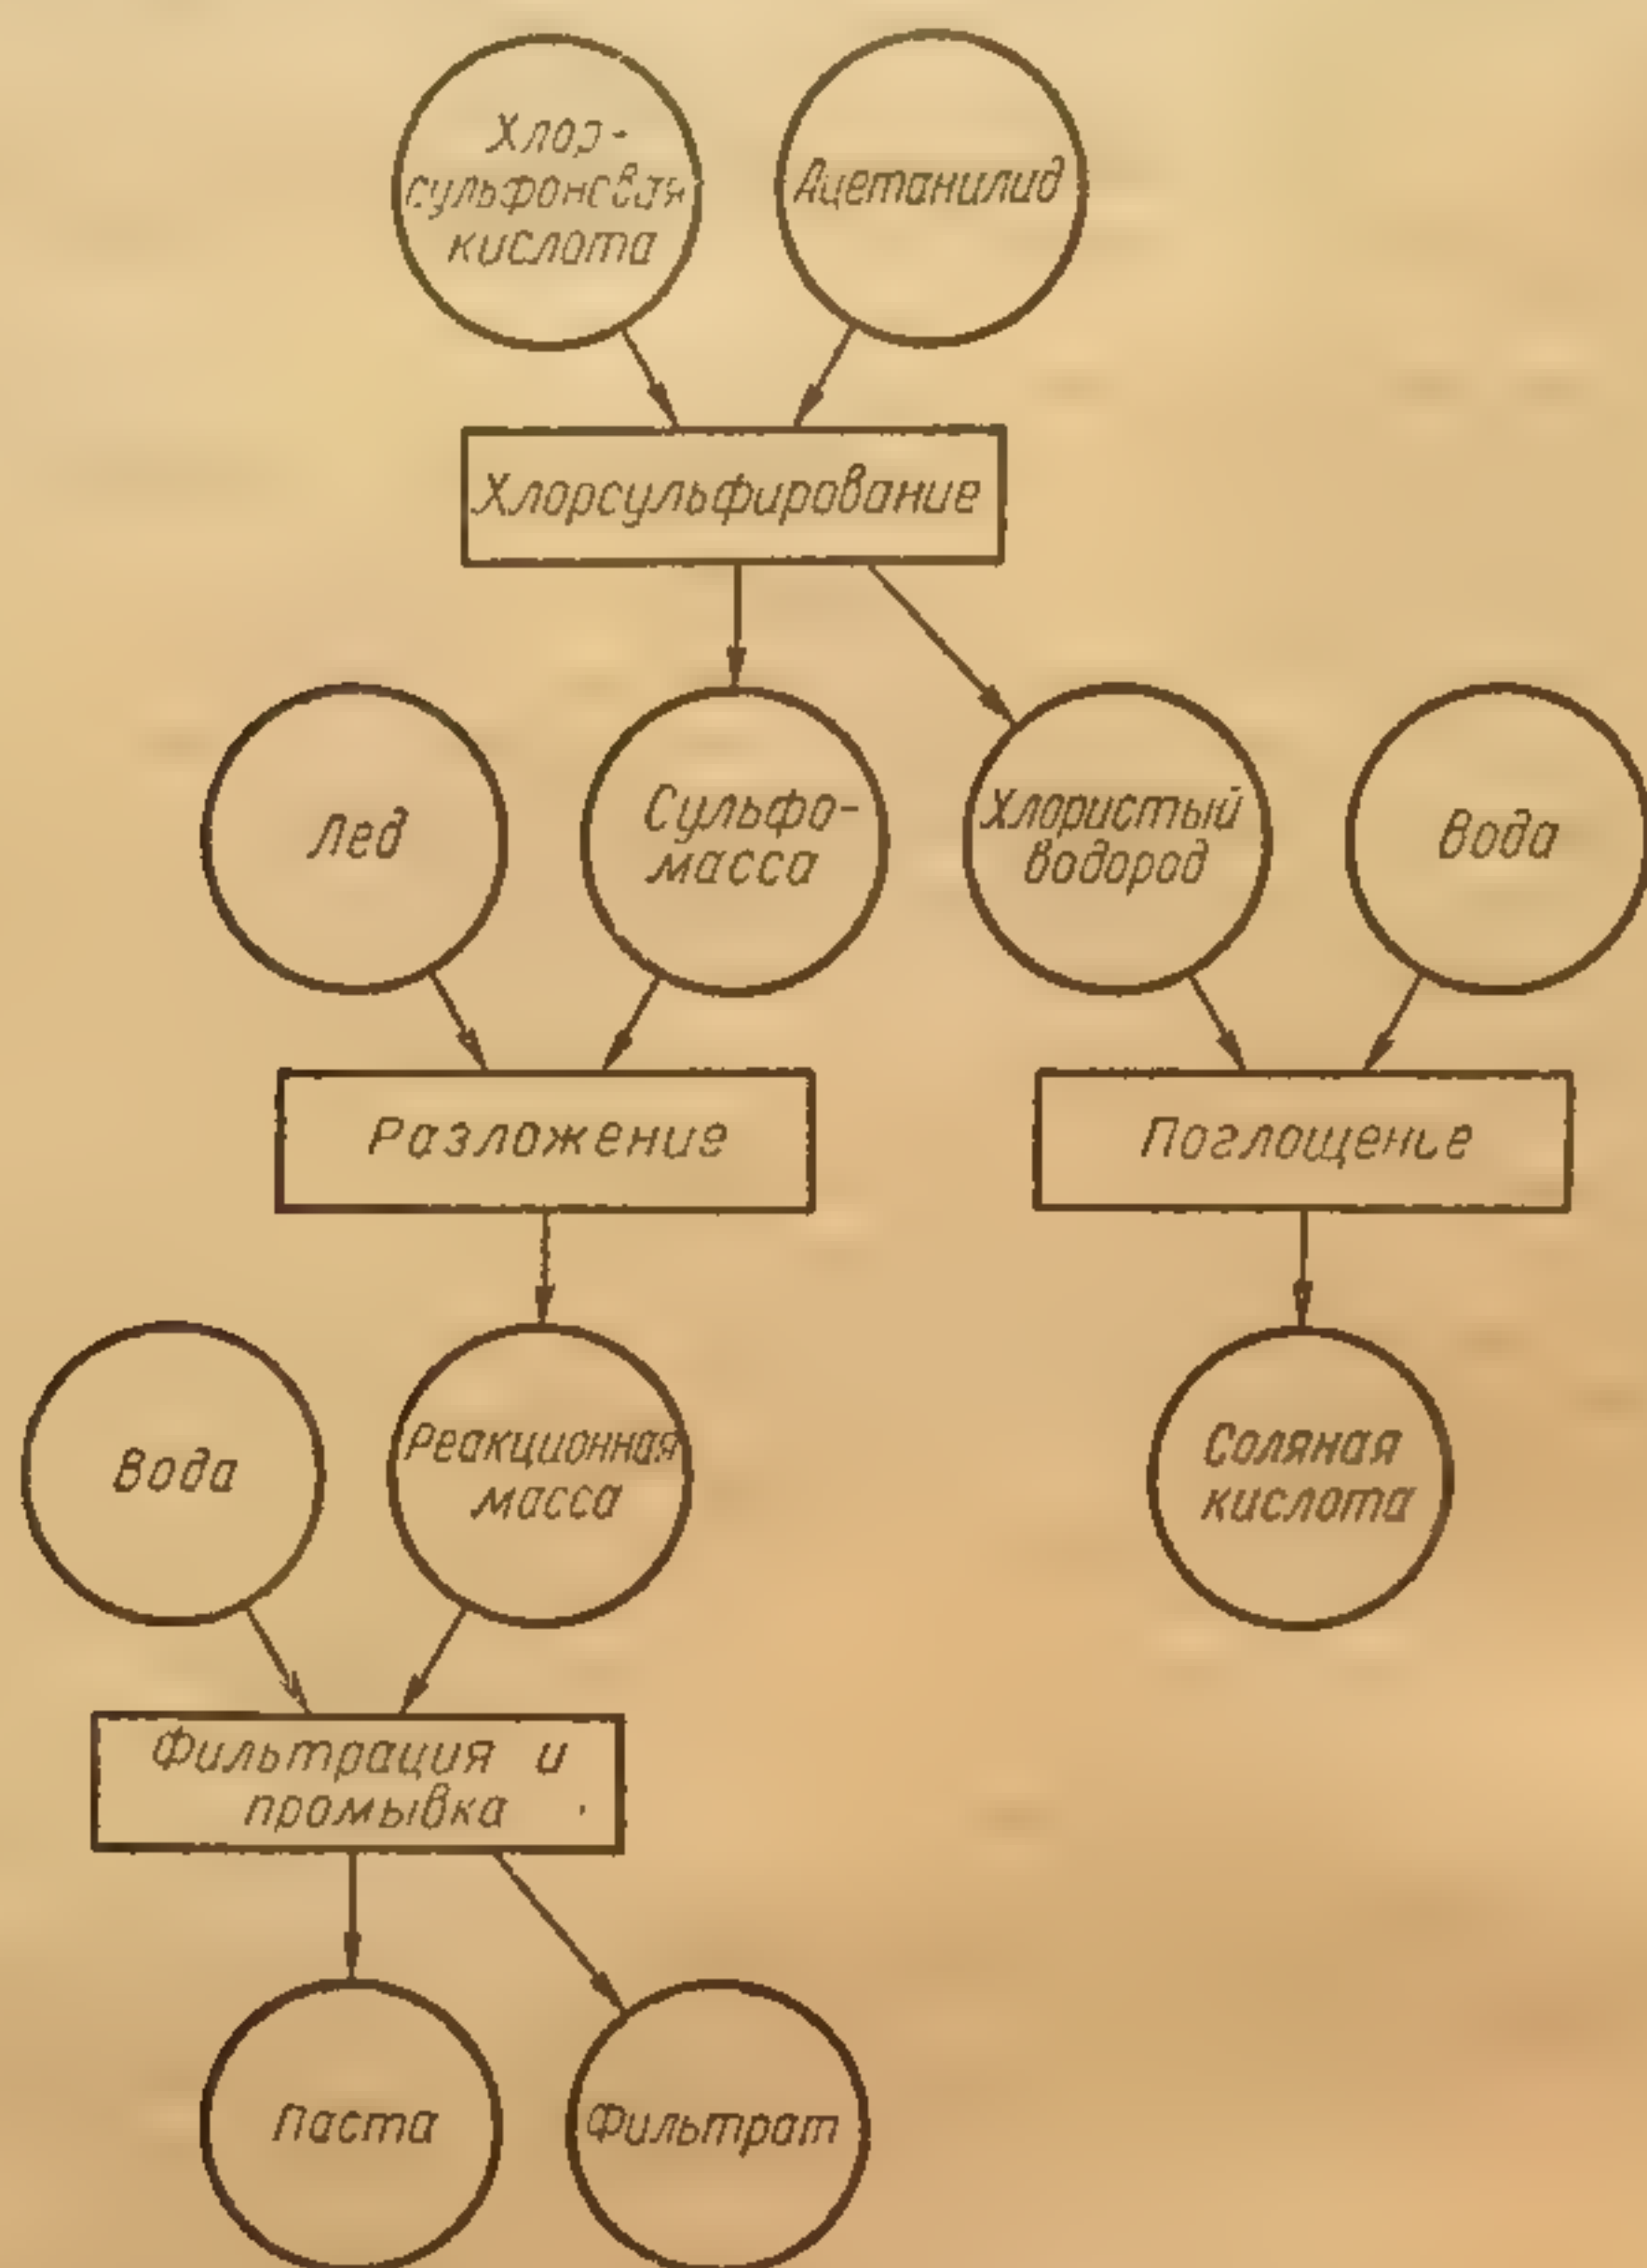 Хлор-
сульфоновая
кислота
Ацетанилид
Хлорсульфирование
Лед
Сульфо-
масса
Хлористый
водород
Вода
Разложение
Поглощение
Вода
Реакционная
масса
Соляная
кислота
Фильтрация и
промывка
Паста
Фильтрат